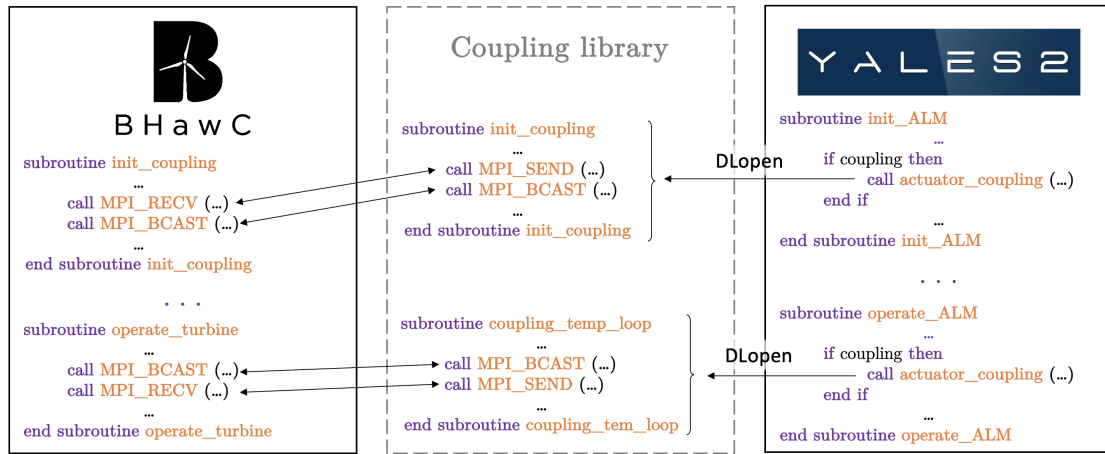 BHawC
subroutine init_coupling
...
call MPI_RECV (...)
call MPI_BCAST (...)
...
end subroutine init_coupling
. . .
subroutine operate_turbine
...
call MPI_BCAST (...)
call MPI_RECV (...)
...
end subroutine operate_turbine
Coupling library
subroutine init_coupling
...
call MPI_SEND (...)
call MPI_BCAST (...)
...
end subroutine init_coupling
subroutine coupling_temp_loop
...
call MPI_BCAST (...)
call MPI_SEND (...)
...
end subroutine coupling_tem_loop
DLopen
DLopen
YALES2
subroutine init_ALM
...
if coupling then
call actuator_coupling (...)
end if
...
end subroutine init_ALM
. . .
subroutine operate_ALM
...
if coupling then
call actuator_coupling (...)
end if
...
end subroutine operate_ALM